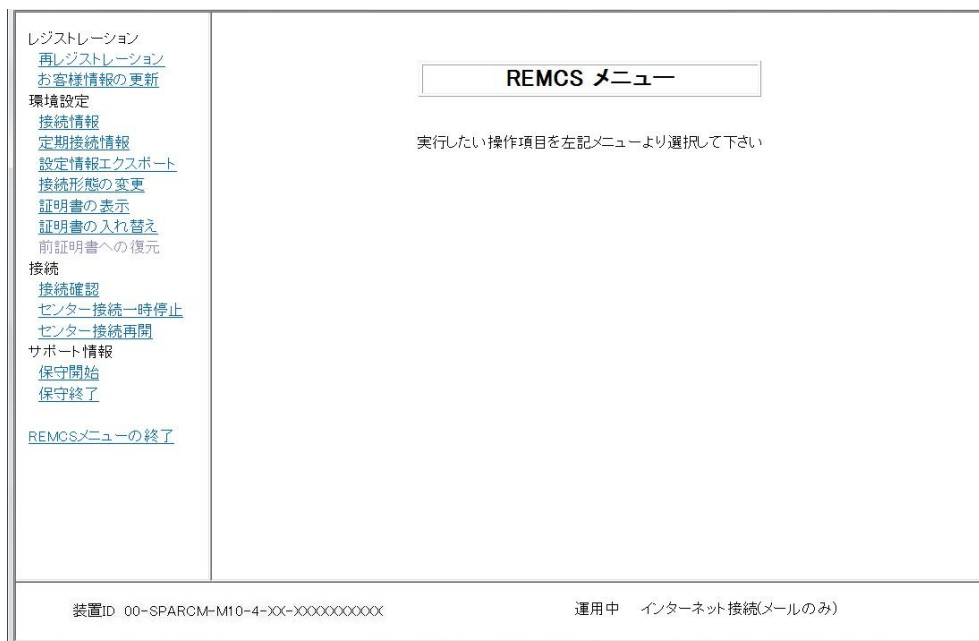 レジストレーション
再レジストレーション
お客様情報の更新
環境設定
接続情報
定期接続情報
設定情報エクスポート
接続形態の変更
証明書の表示
証明書の入れ替え
前証明書への復元
接続
接続確認
センター接続一時停止
センター接続再開
サポート情報
保守開始
保守終了
REMCSメニューの終了
REMCS メニュー
実行したい操作項目を左記メニューより選択して下さい
装置ID 00-SPARCM-M10-4-XX-XXXXXXXXXX
運用中 インターネット接続(メールのみ)